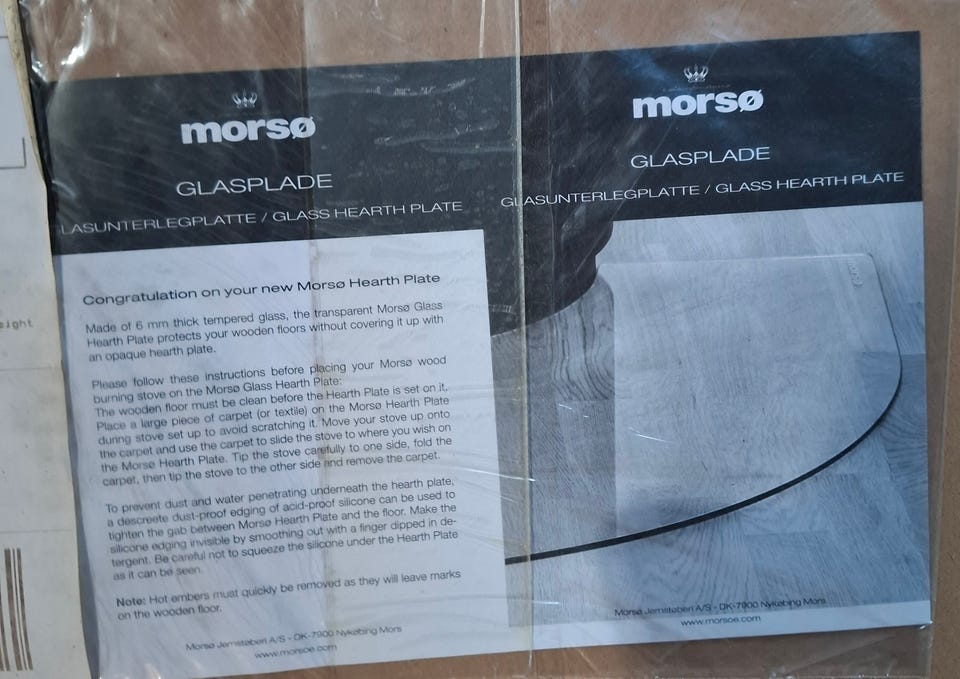 eight
morsø
GLASPLADE
LASUNTERLEGPLATTE / GLASS HEARTH PLATE
Congratulation on your new Morsø Hearth Plate
Made of 6 mm thick tempered glass, the transparent Morsø Glass
Hearth Plate protects your wooden floors without covering it up with
an opaque hearth plate.
Please follow these instructions before placing your Morsø wood
burning stove on the Morsø Glass Hearth Plate:
The wooden floor must be clean before the Hearth Plate is set on it.
Place a large piece of carpet (or textile) on the Morsø Hearth Plate
during stove set up to avoid scratching it. Move your stove up onto
the carpet and use the carpet to slide the stove to where you wish on
the Morsø Hearth Plate. Tip the stove carefully to one side, fold the
carpet, then tip the stove to the other side and remove the carpet.
To prevent dust and water penetrating underneath the hearth plate,
a descreete dust-proof edging of acid-proof silicone can be used to
tighten the gab between Morsø Hearth Plate and the floor. Make the
silicone edging invisible by smoothing out with a finger dipped in de-
tergent. Be careful not to squeeze the silicone under the Hearth Plate
as it can be seen.
Note: Hot embers must quickly be removed as they will leave marks
on the wooden floor.
Morsø Jernstøberi A/S - DK-7900 Nykøbing Mors
www.morsoe.com
morsø
GLASPLADE
GLASUNTERLEGPLATTE / GLASS HEARTH PLATE
Morsø Jernstøberi A/S - DK-7900 Nykøbing Mors
www.morsoe.com